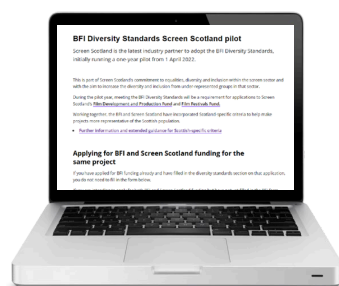 BFI Diversity Standards Screen Scotland pilot
Screen Scotland is the latest industry partner to adopt the BFI Diversity Standards,
initially running a one-year pilot from 1 April 2022.
This is part of Screen Scotland's commitment to equalities, diversity and inclusion within the screen sector and
with the aim to increase the diversity and inclusion from under-represented groups in that sector.
During the pilot year, meeting the BFI Diversity Standards will be a requirement for applications to Screen
Scotland's Film Development and Production Fund and Film Festivals Fund.
Working together, the BFI and Screen Scotland have incorporated Scotland-specific criteria to help make
projects more representative of the Scottish population.
Further information and extended guidance for Scottish-specific criteria
Applying for BFI and Screen Scotland funding for the
same project
If you have applied for BFI funding already and have filled in the diversity standards section on that application,
you do not need to fill in the form below.